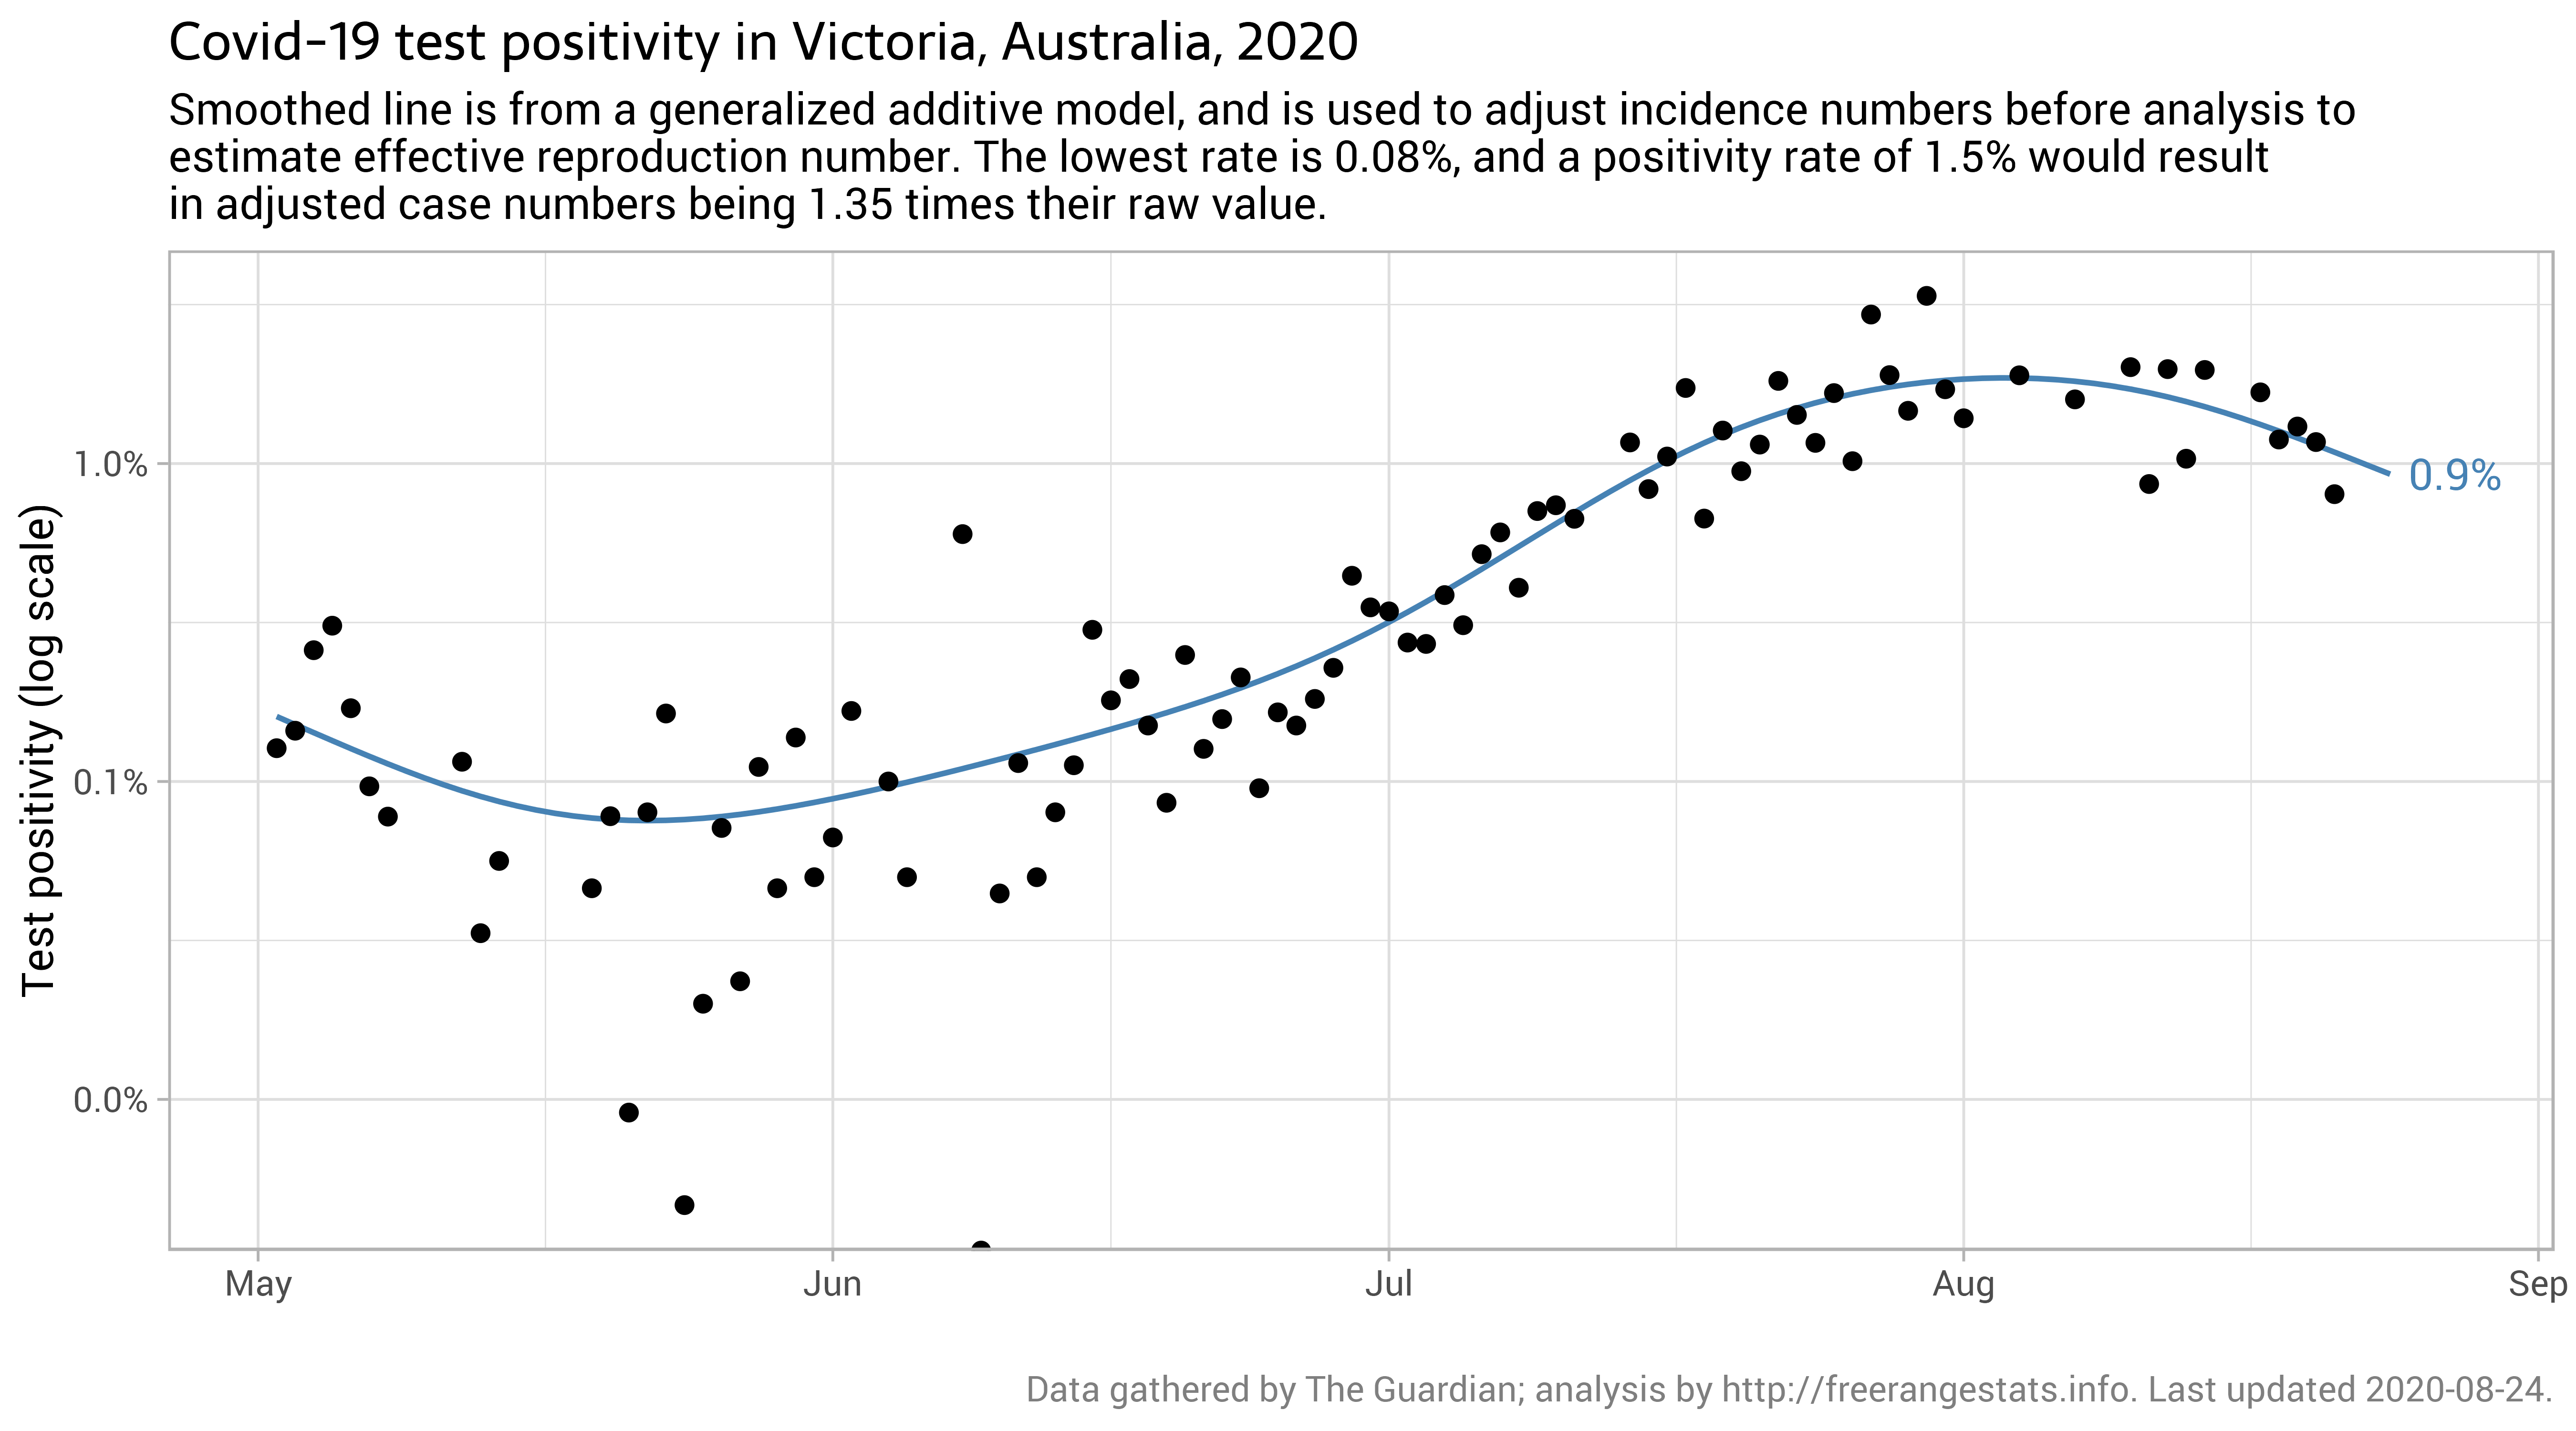 Covid-19 test positivity in Victoria, Australia, 2020
Smoothed line is from a generalized additive model, and is used to adjust incidence numbers before analysis to
estimate effective reproduction number. The lowest rate is 0.08%, and a positivity rate of 1.5% would result
in adjusted case numbers being 1.35 times their raw value.
Test positivity (log scale)
1.0%
0.1%
0.0%
0.9%
May
Jun
Jul
Aug
Sep
Data gathered by The Guardian; analysis by http://freerangestats.info. Last updated 2020-08-24.